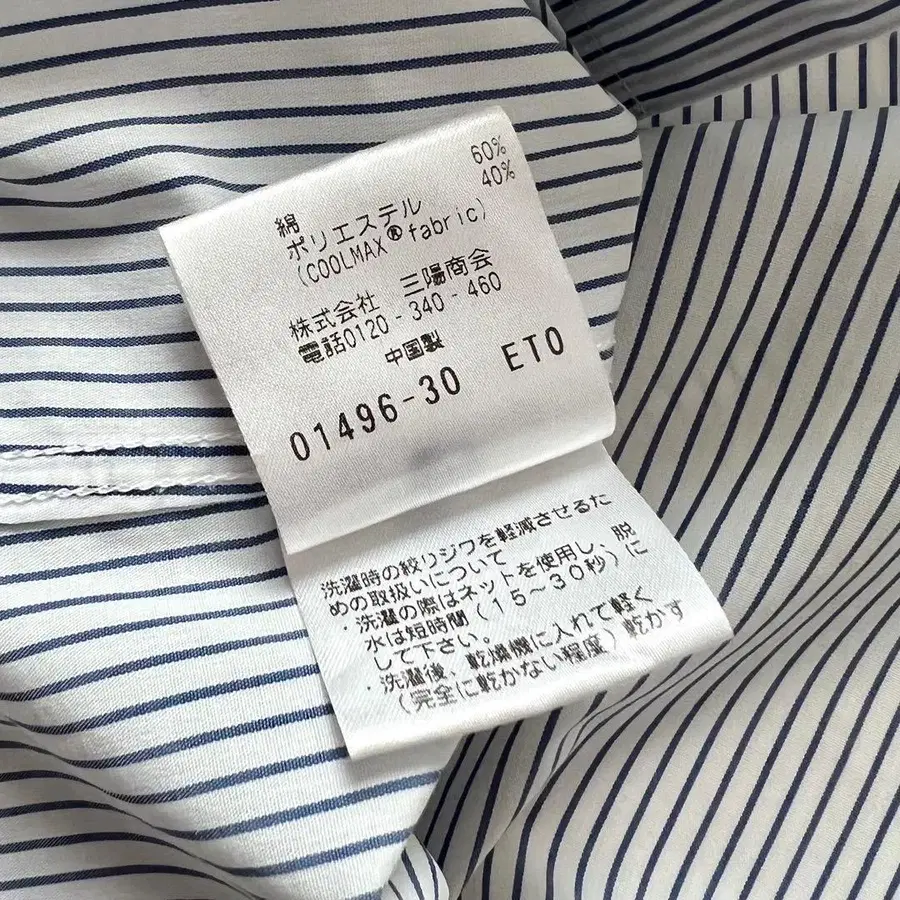 綿 60%
ポリエステル 40%
(COOLMAX®fabric)
株式会社 三陽商会
電話0120-340-460
中国製
01496-30 ETO
洗濯時の絞りジワを軽減させるた
めの取扱いについて
・洗濯の際はネットを使用し、脱
水は短時間(15～30秒)に
して下さい。
・洗濯後、乾燥機に入れて軽く
(完全に乾かない程度)乾かす